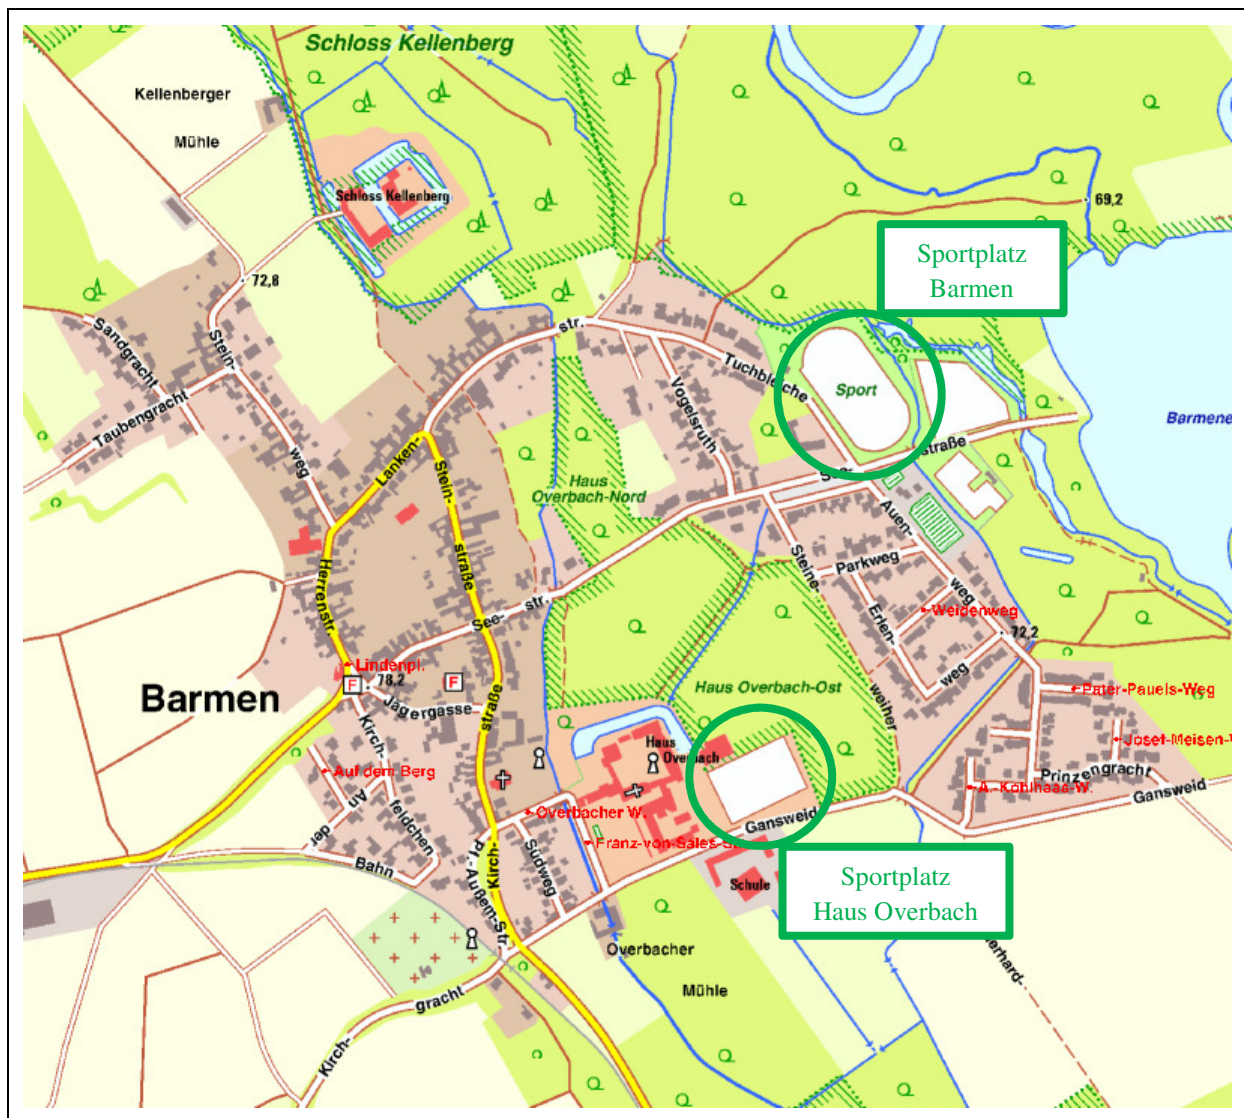 Schloss Kellenberg
Kellenberger
Mühle
Schloss Kellenberg
69,2
Sportplatz
Barmen
72,8
Sandgracht
Stein-
weg
Taubengracht
str.
Tuchbleiche
Vogelsruth
Sport
Barmene
Lanken-
Stein-
straße
Haus
Overbach-Nord
See-
straße
Auen-
weg
Herrenstr.
Parkweg
Steine-
weiher
Erlen-
weg
Weidenweg
See-
str.
72,2
Lindenpl.
F
F
78,2
Barmen
Jägergasse
straße
Haus Overbach-Ost
Pater-Pauels-Weg
Kirch-
feldchen
Haus
Overbach
Josef-Meisen-
Auf dem Berg
An
der
Bahn
Prinzengracht
A.-Kohlhaas-W.
Gansweid
Overbacher W.
Gansweid
Franz-von-Sales-S
Südweg
Kirch-
Pf.-Außem-Str.
Schule
Sportplatz
Haus Overbach
Overbacher
Mühle
erhard-
gracht
Kirch-